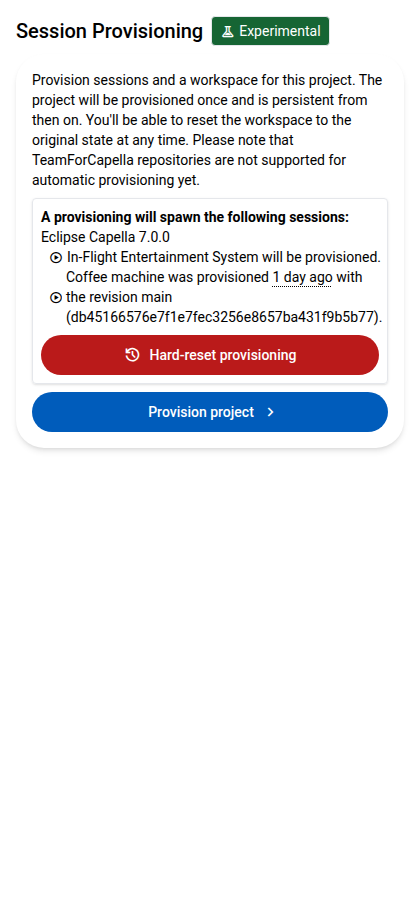 Session Provisioning
Experimental
Provision sessions and a workspace for this project. The
project will be provisioned once and is persistent from
then on. You'll be able to reset the workspace to the
original state at any time. Please note that
TeamForCapella repositories are not supported for
automatic provisioning yet.
A provisioning will spawn the following sessions:
Eclipse Capella 7.0.0
In-Flight Entertainment System will be provisioned.
Coffee machine was provisioned 1 day ago with
the revision main
(db45166576e7f1e7fec3256e8657ba431f9b5b77).
Hard-reset provisioning
Provision project